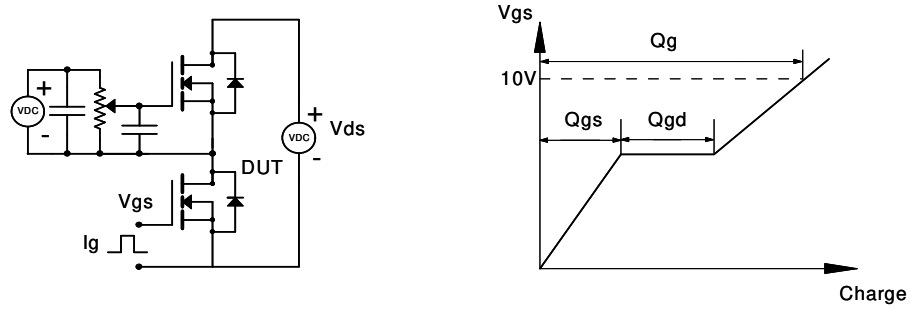 VDC
+
-
VDC
+
-
Vds
DUT
Vgs
Ig
Vgs
Qg
10V
Qgs
Qgd
Charge